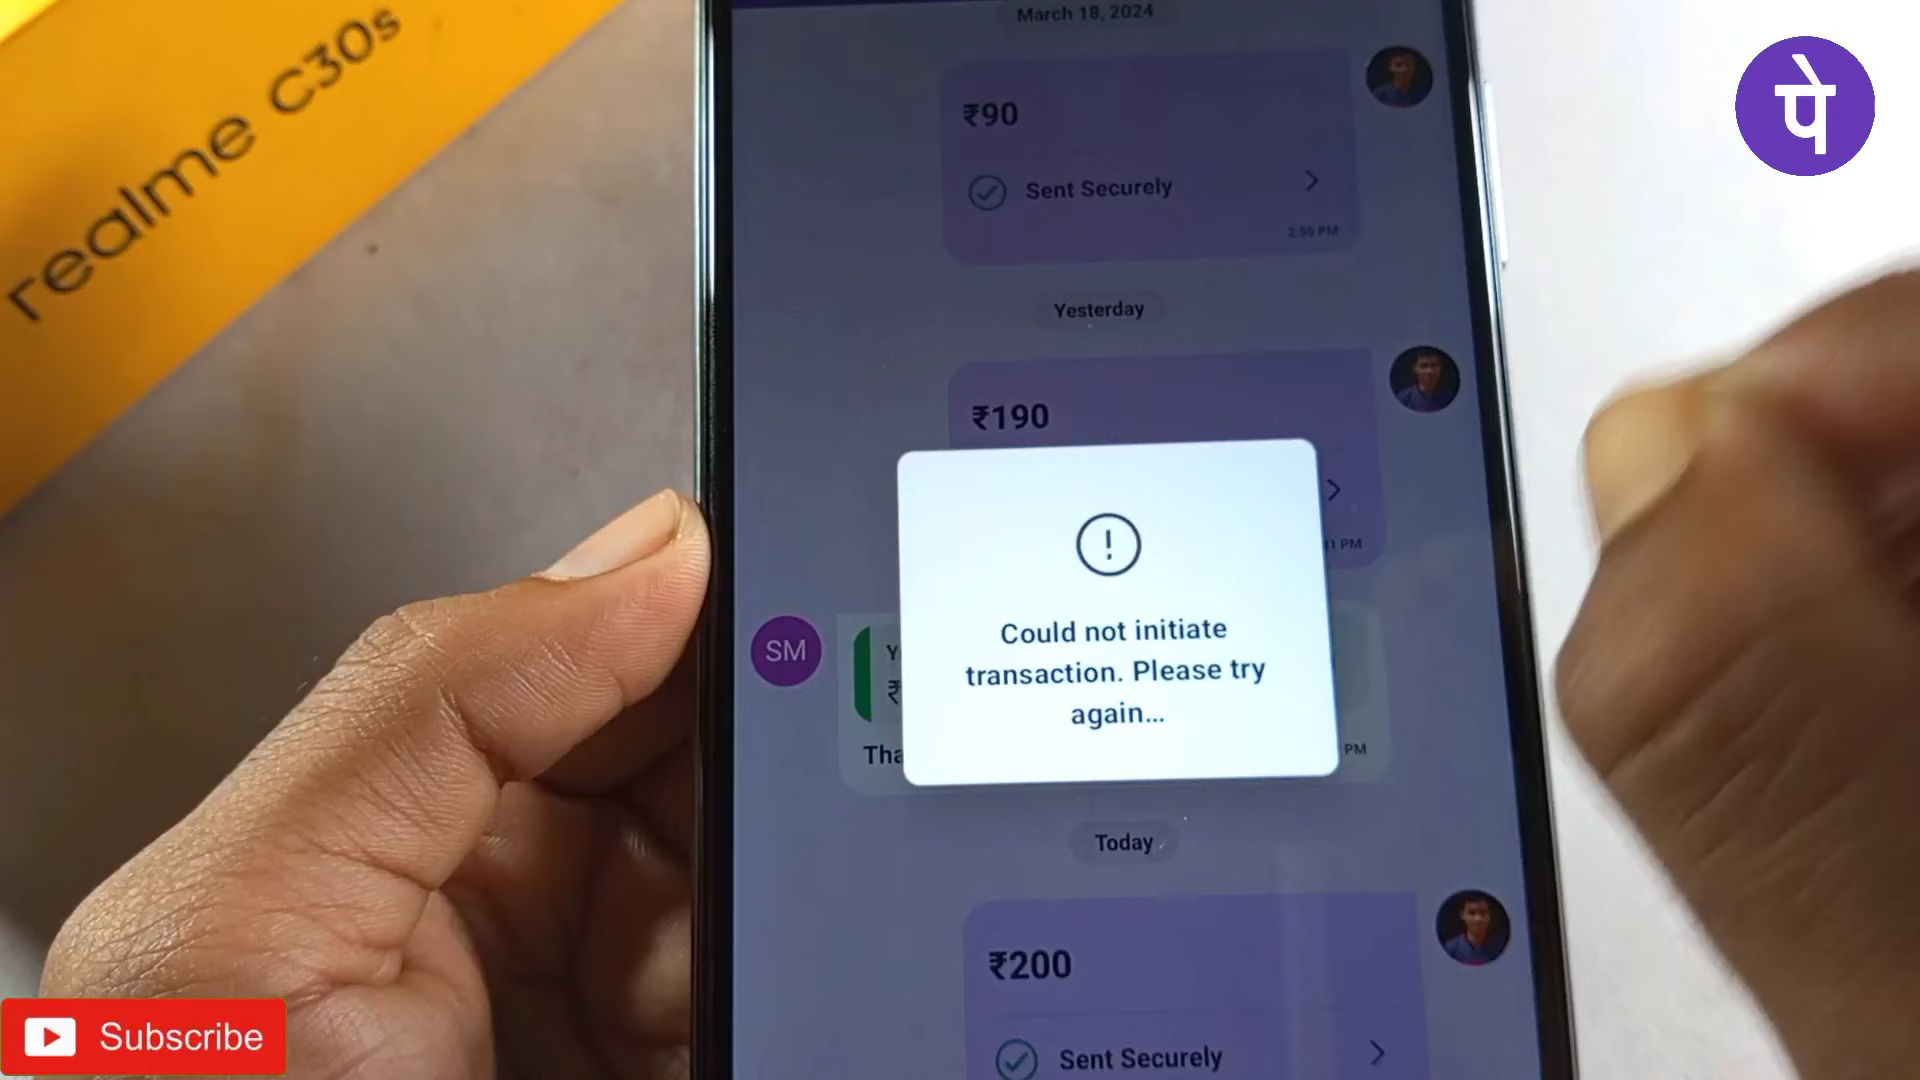 realme C30s
March 18, 2024
₹90
Sent Securely
2:55 PM
Yesterday
₹190
PM
SM
Could not initiate
transaction. Please try
again...
PM
Today
₹200
Sent Securely
पे
Subscribe